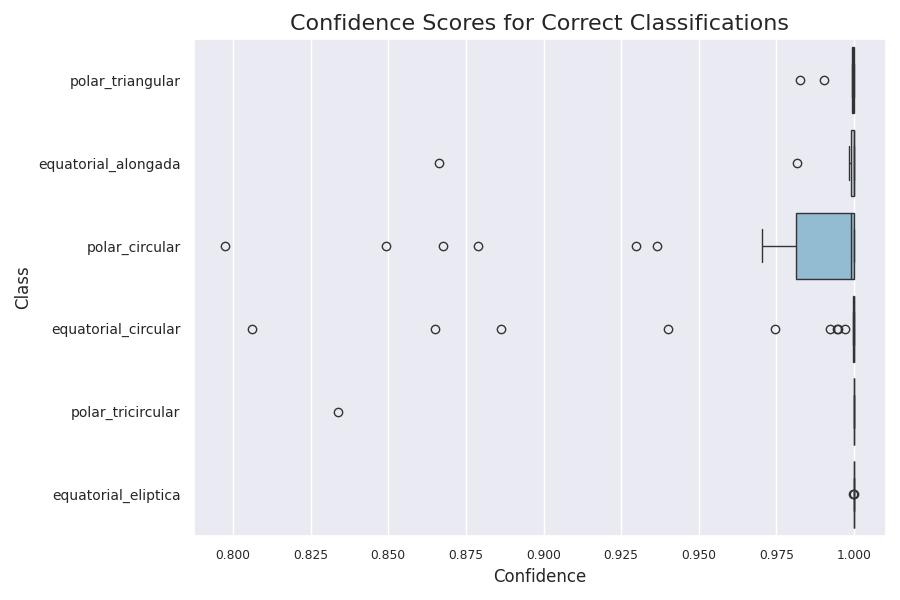 Confidence Scores for Correct Classifications
polar_triangular
equatorial_alongada
polar_circular
equatorial_circular
polar_tricircular
equatorial_eliptica
Class
0.800 0.825 0.850 0.875 0.900 0.925 0.950 0.975 1.000
Confidence